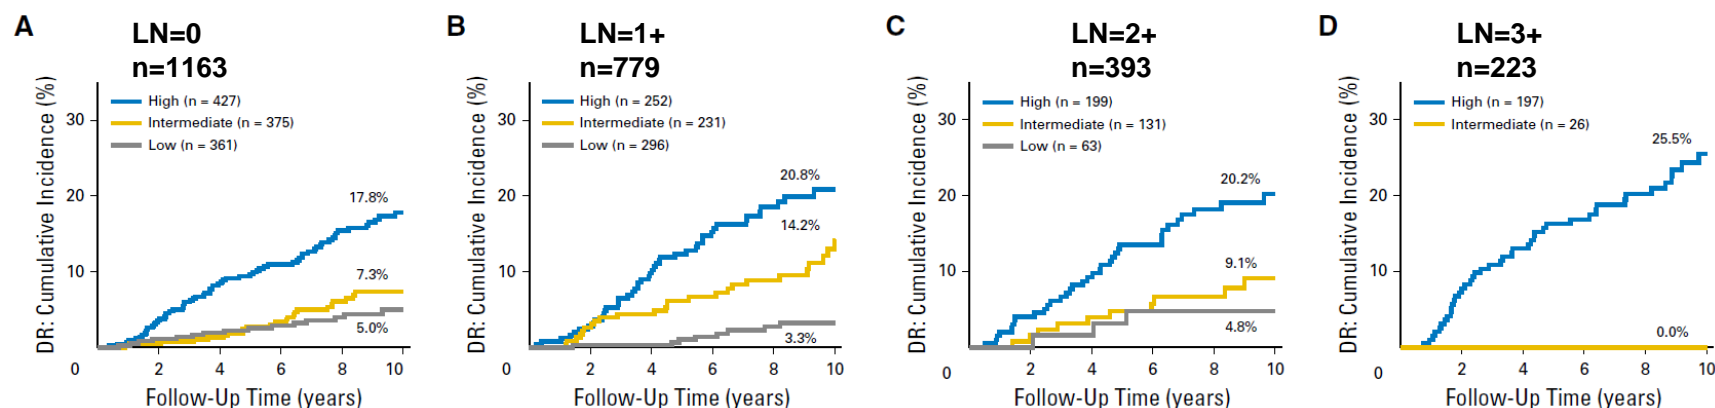 A
LN=0
n=1163
DR: Cumulative Incidence (%)
30
20
10
0
High (n = 427)
Intermediate (n = 375)
Low (n = 361)
17.8%
7.3%
5.0%
2 4 6 8 10
Follow-Up Time (years)
B
LN=1+
n=779
DR: Cumulative Incidence (%)
30
20
10
0
High (n = 252)
Intermediate (n = 231)
Low (n = 296)
20.8%
14.2%
3.3%
2 4 6 8 10
Follow-Up Time (years)
C
LN=2+
n=393
DR: Cumulative Incidence (%)
30
20
10
0
High (n = 199)
Intermediate (n = 131)
Low (n = 63)
20.2%
9.1%
4.8%
2 4 6 8 10
Follow-Up Time (years)
D
LN=3+
n=223
DR: Cumulative Incidence (%)
30
20
10
0
High (n = 197)
Intermediate (n = 26)
25.5%
0.0%
2 4 6 8 10
Follow-Up Time (years)